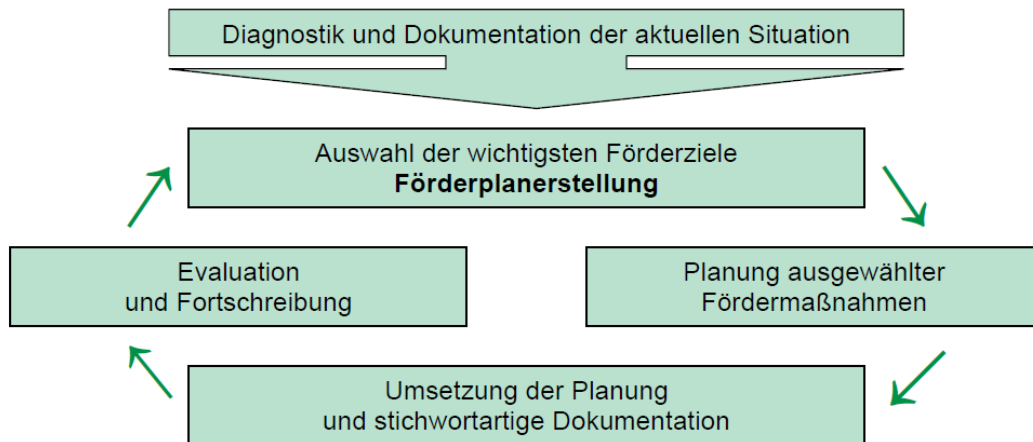 Diagnostik und Dokumentation der aktuellen Situation
Auswahl der wichtigsten Förderziele
Förderplanerstellung
Evaluation
und Fortschreibung
Planung ausgewählter
Fördermaßnahmen
Umsetzung der Planung
und stichwortartige Dokumentation